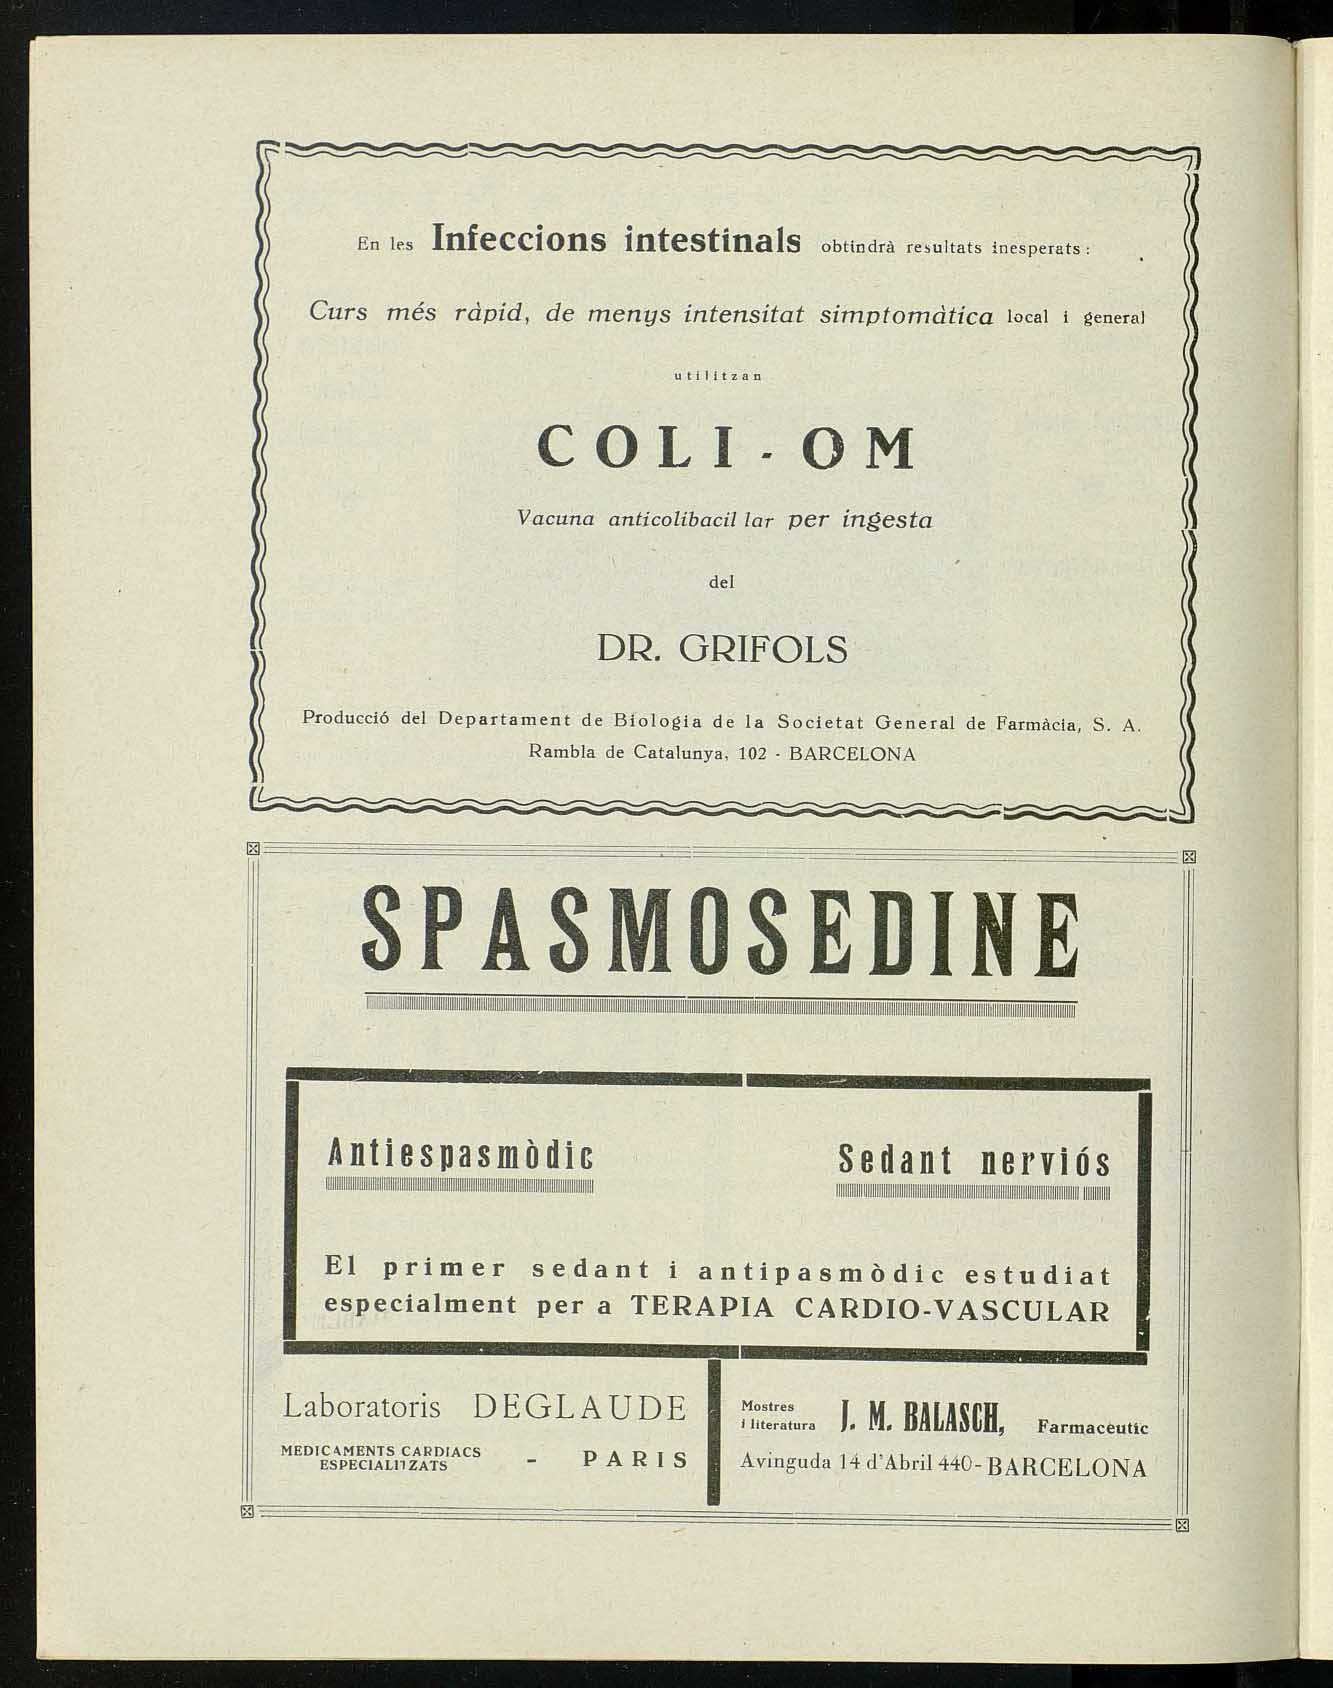 En les Infeccions intestinals obtindrà resultats inesperats:
Curs més ràpid, de menys intensitat simptomàtica local i general
utilitzan
COLI-OM
Vacuna anticolibacil lar per ingesta
del
DR. GRIFOLS
Producció del Departament de Biologia de la Societat General de Farmàcia, S. A.
Rambla de Catalunya, 102 - BARCELONA
SPASMOSEDINE
Antiespasmòdic
Sedant nerviós
El primer sedant i antipasmòdic estudiat
especialment per a TERAPIA CARDIO-VASCULAR
Laboratoris DEGLAUDE
MEDICAMENTS CARDIACS
ESPECIALITZATS - PARIS
Mostres
i literatura J. M. BALASCH, Farmacèutic
Avinguda 14 d'Abril 440-BARCELONA